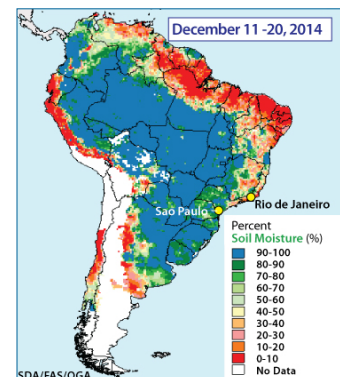 December 11 -20, 2014
Rio de Janeiro
Sao Paulo
Percent
Soil Moisture (%)
90-100
80-90
70-80
60-70
50-60
40-50
30-40
20-30
10-20
0-10
No Data
SDA/FAS/OGA